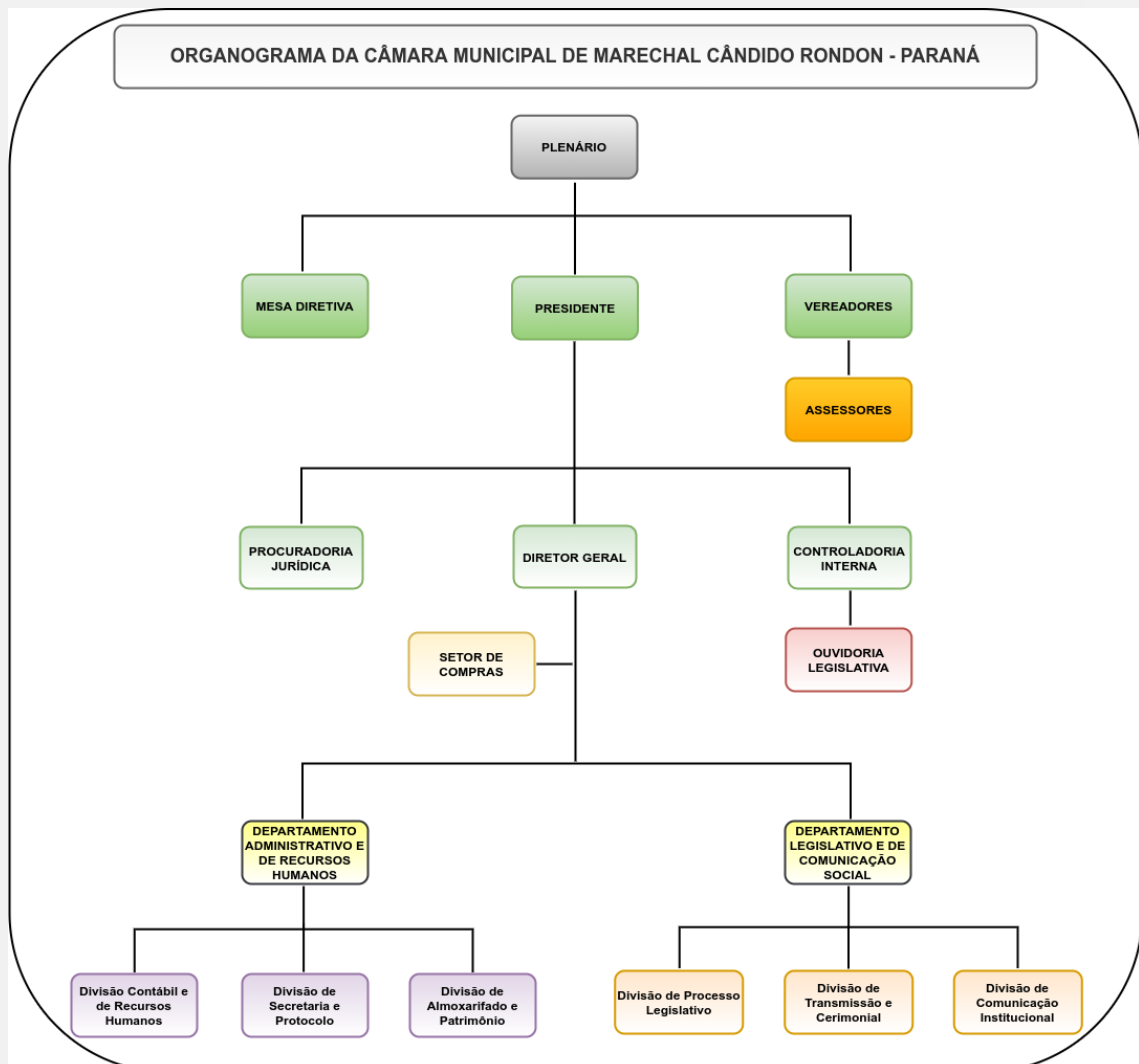 ORGANOGRAMA DA CÂMARA MUNICIPAL DE MARECHAL CÂNDIDO RONDON - PARANÁ
PLENÁRIO
MESA DIRETIVA
PRESIDENTE
VEREADORES
ASSESSORES
PROCURADORIA
JURÍDICA
DIRETOR GERAL
CONTROLADORIA
INTERNA
SETOR DE
COMPRAS
OUVIDORIA
LEGISLATIVA
DEPARTAMENTO
ADMINISTRATIVO E
DE RECURSOS
HUMANOS
DEPARTAMENTO
LEGISLATIVO E DE
COMUNICAÇÃO
SOCIAL
Divisão Contábil e
de Recursos
Humanos
Divisão de
Secretaria e
Protocolo
Divisão de
Almoxarifado e
Patrimônio
Divisão de Processo
Legislativo
Divisão de
Transmissão e
Cerimonial
Divisão de
Comunicação
Institucional